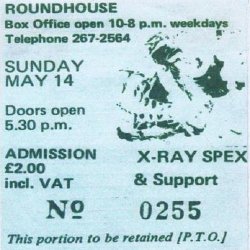 ROUNDHOUSE
Box Office open 10-8 p.m. weekdays
Telephone 267-2564
SUNDAY
MAY 14
Doors open
5.30 p.m.
ADMISSION
£2.00
incl. VAT
X-RAY SPEX
& Support
Nº 0255
This portion to be retained [P.T.O.]